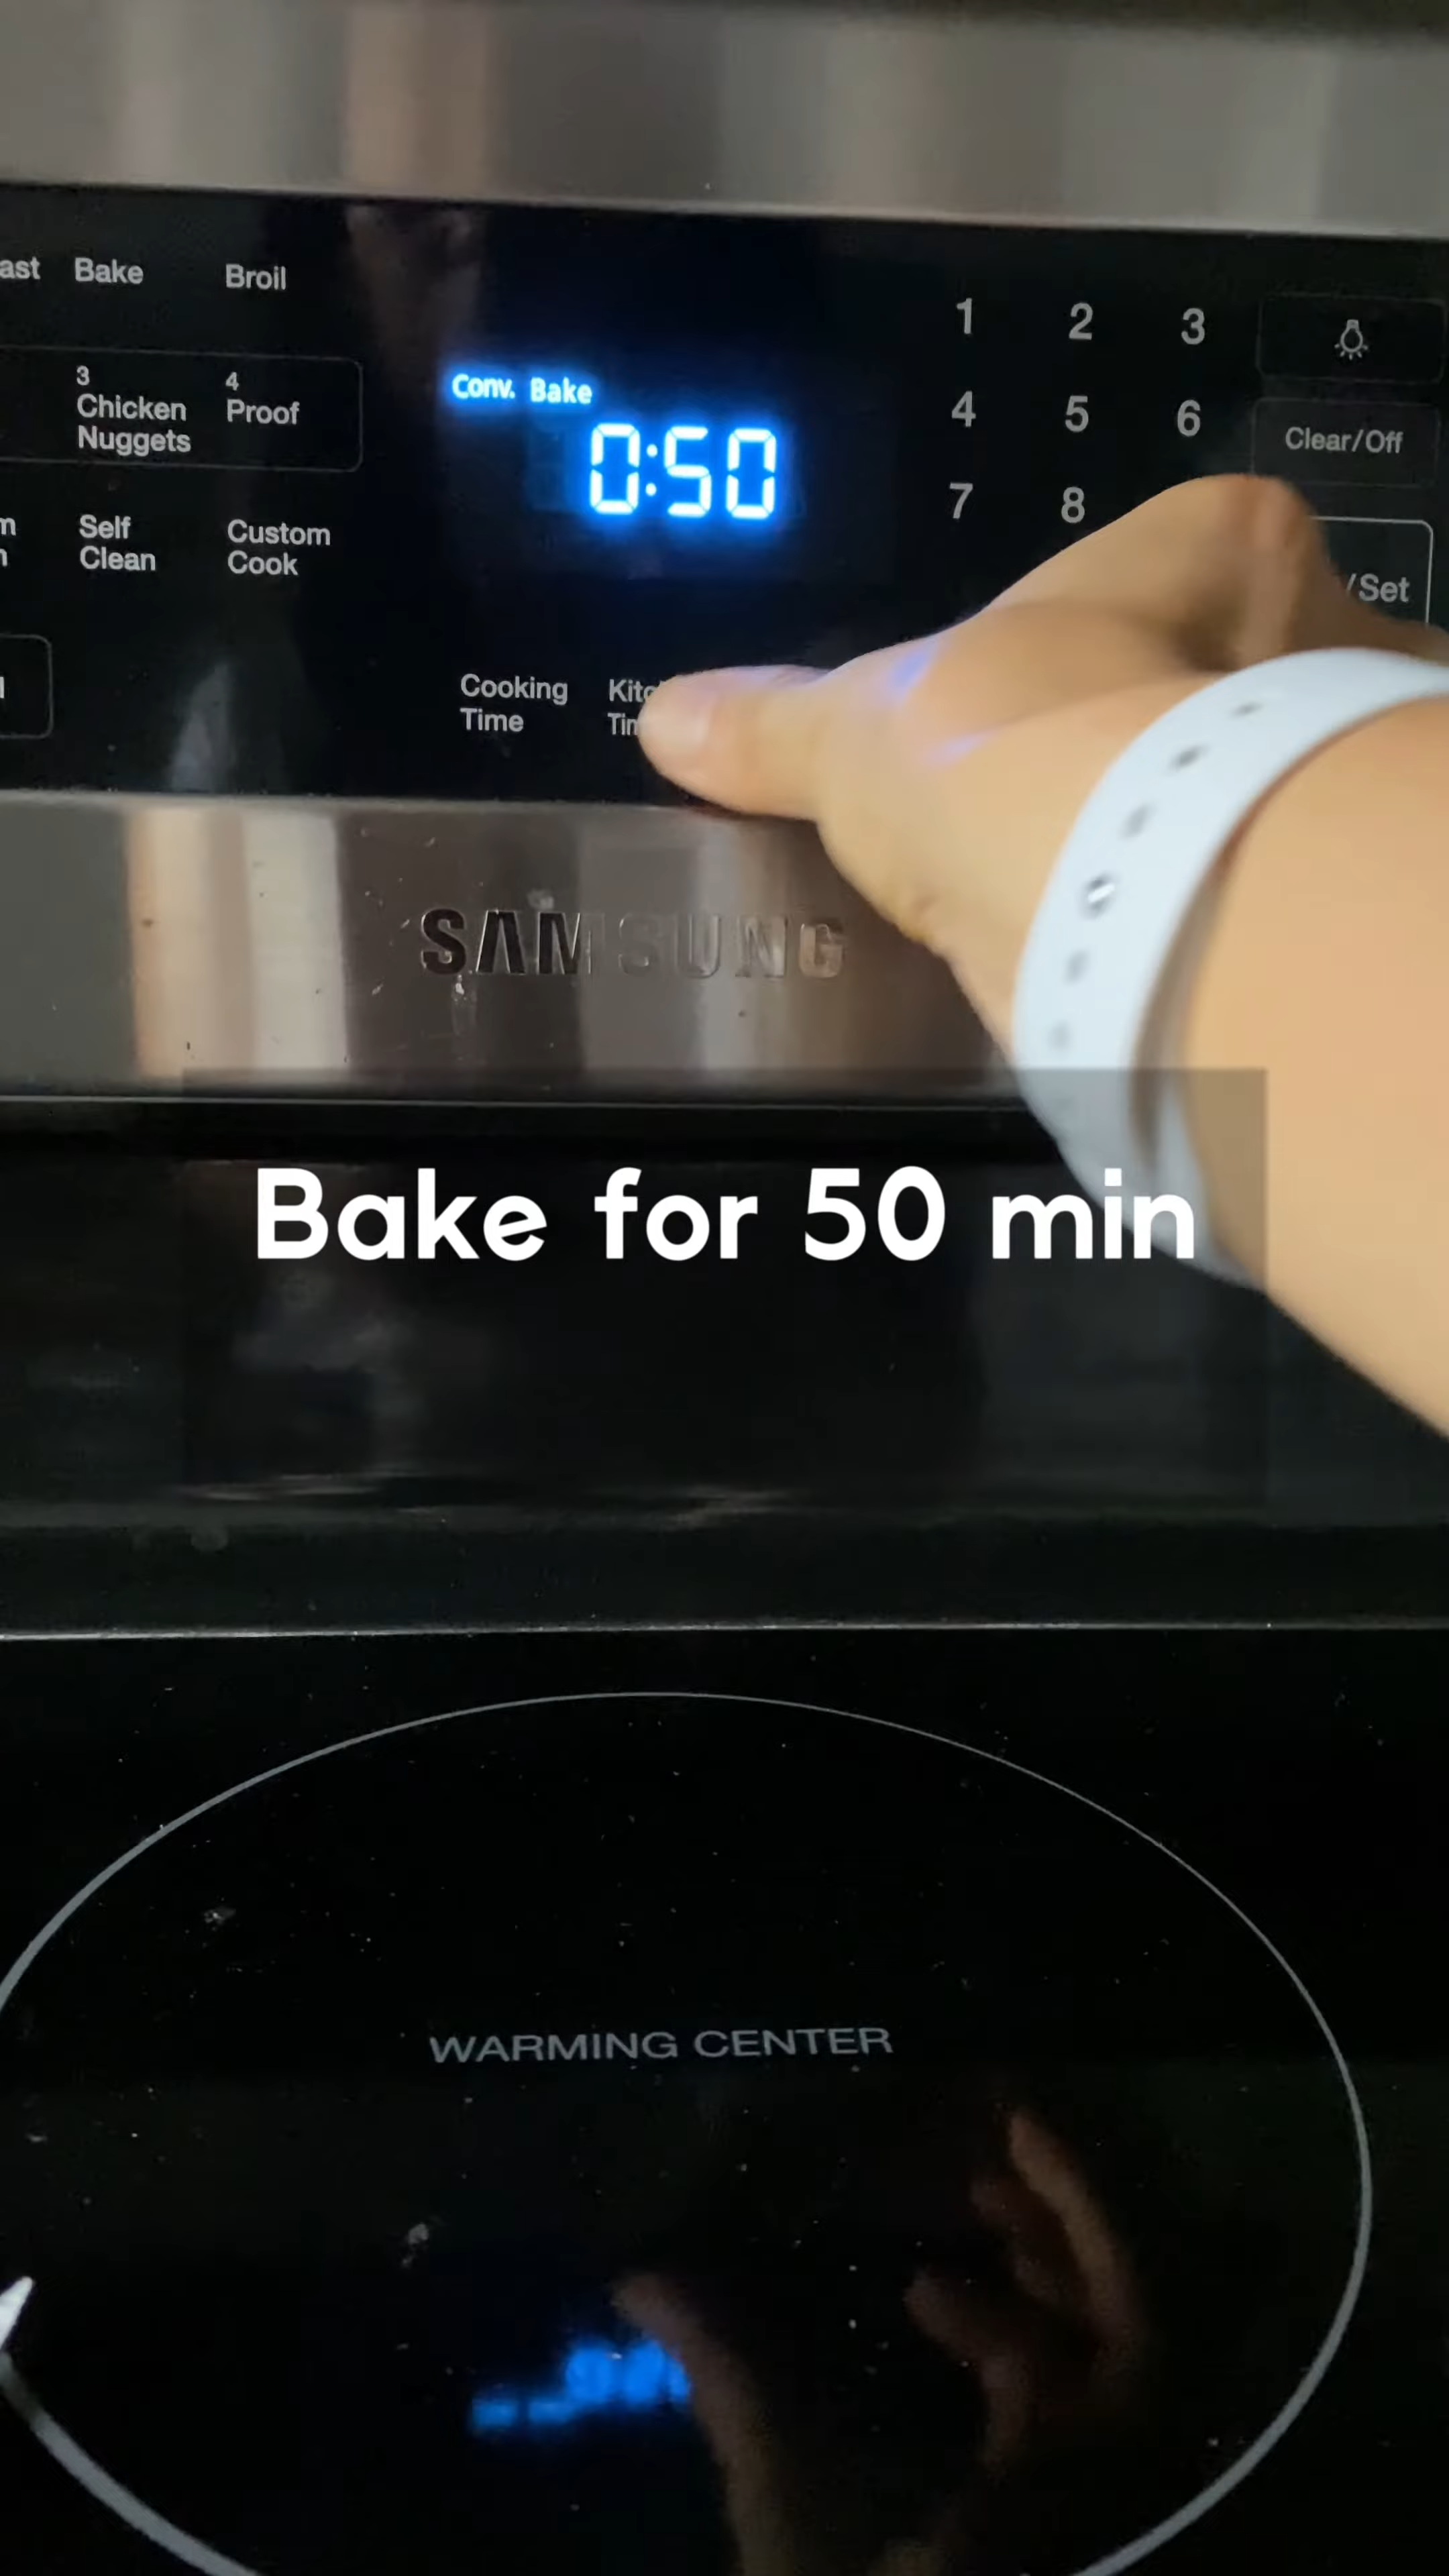 Bake
Broil
1 2 3
Conv. Bake
3
Chicken
Nuggets
4
Proof
0:50
4 5 6
Clear/Off
7 8
Self
Clean
Custom
Cook
/Set
Cooking
Time
SAMSUNG
Bake for 50 min
WARMING CENTER